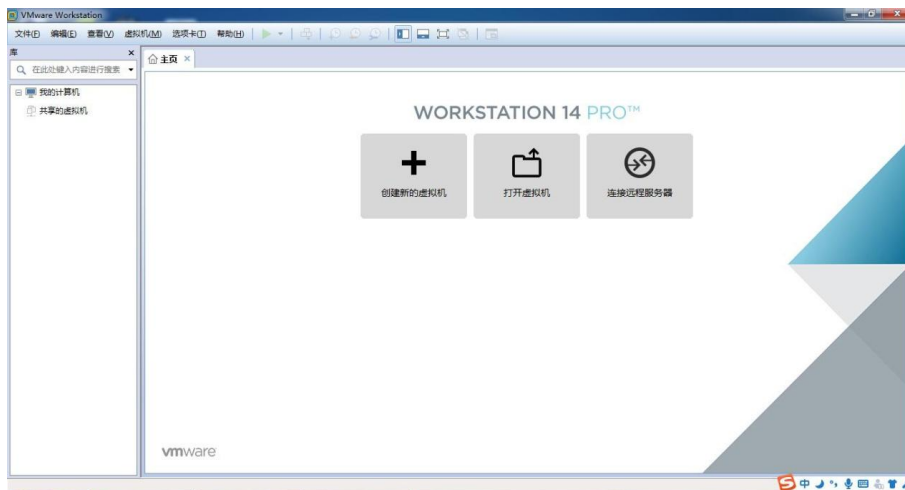 VMware Workstation
文件(F) 编辑(E) 查看(V) 虚拟机(M) 选项卡(T) 帮助(H)
库
主页
在此处键入内容进行搜索
我的计算机
共享的虚拟机
WORKSTATION 14 PRO™
创建新的虚拟机 打开虚拟机 连接远程服务器
vmware
中